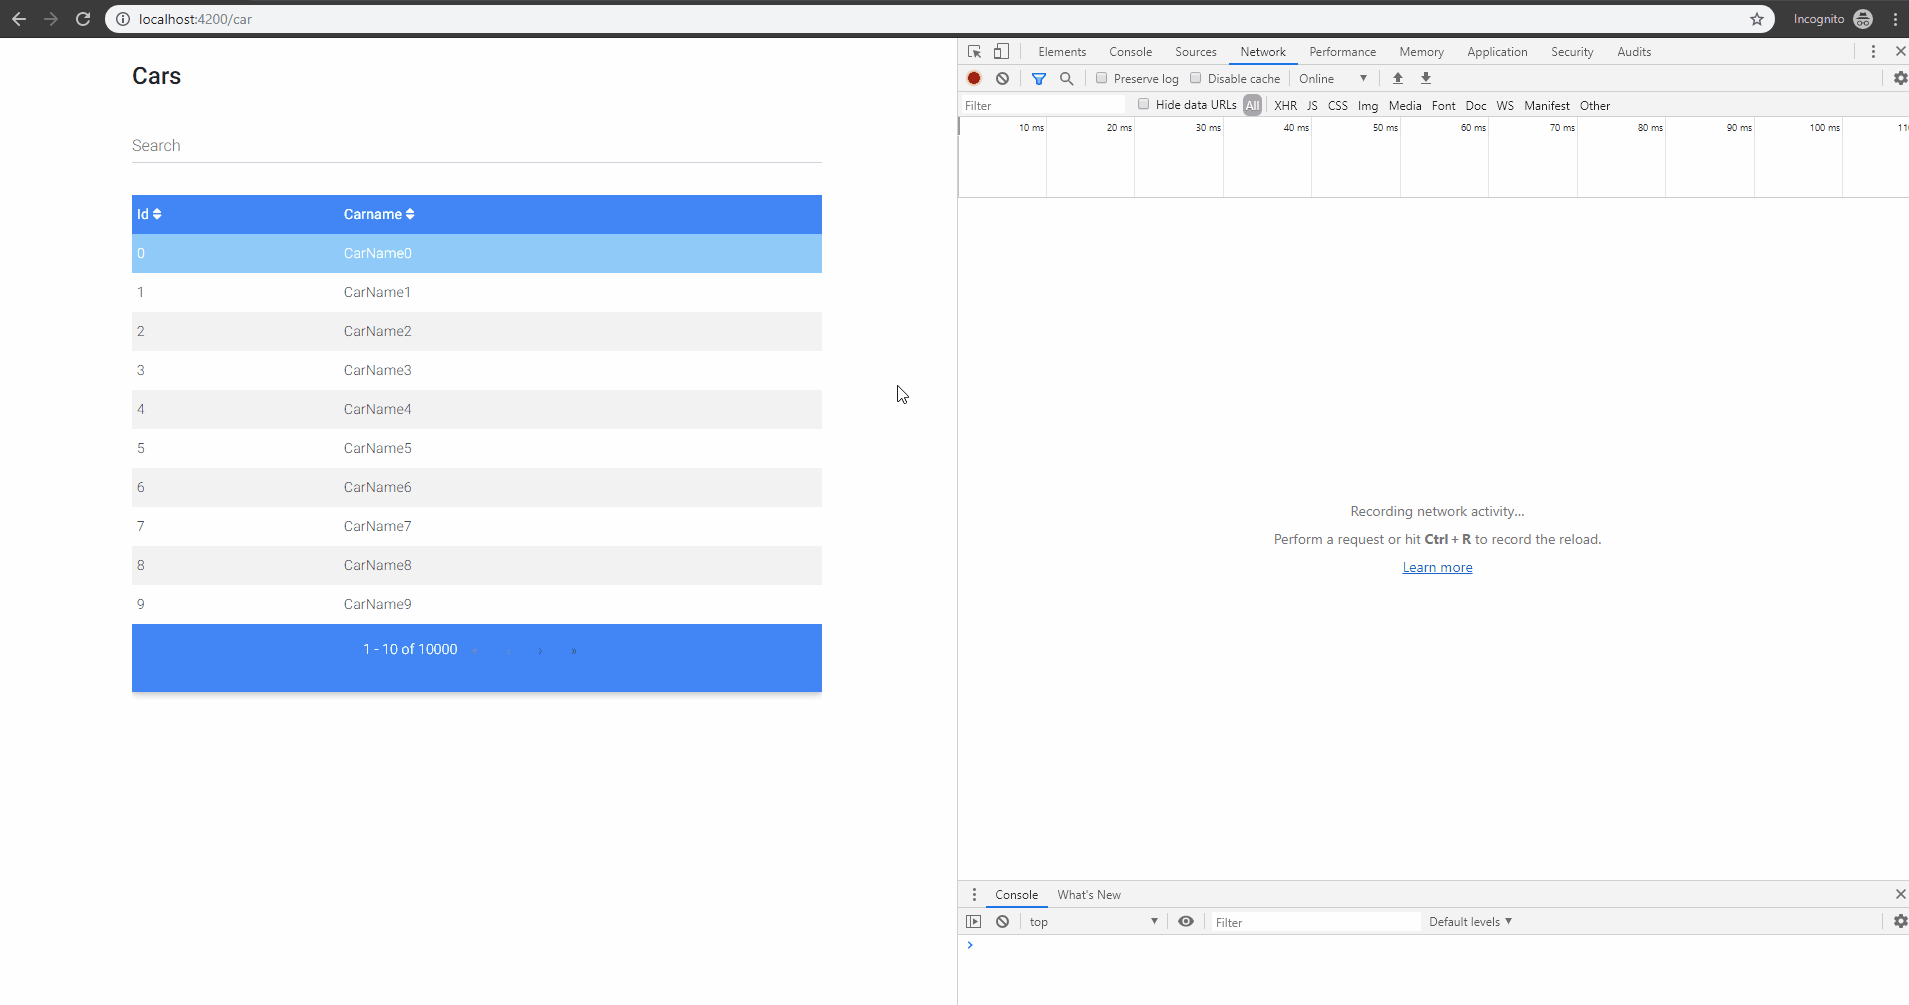 localhost:4200/car
Incognito
Cars
Search
Id Carname
0 CarName0
1 CarName1
2 CarName2
3 CarName3
4 CarName4
5 CarName5
6 CarName6
7 CarName7
8 CarName8
9 CarName9
1 - 10 of 10000 « ‹ › »
Elements Console Sources Network Performance Memory Application Security Audits
Preserve log Disable cache Online
Filter Hide data URLs All XHR JS CSS Img Media Font Doc WS Manifest Other
10 ms 20 ms 30 ms 40 ms 50 ms 60 ms 70 ms 80 ms 90 ms 100 ms 11
Recording network activity...
Perform a request or hit Ctrl + R to record the reload.
Learn more
Console What's New
top Filter Default levels